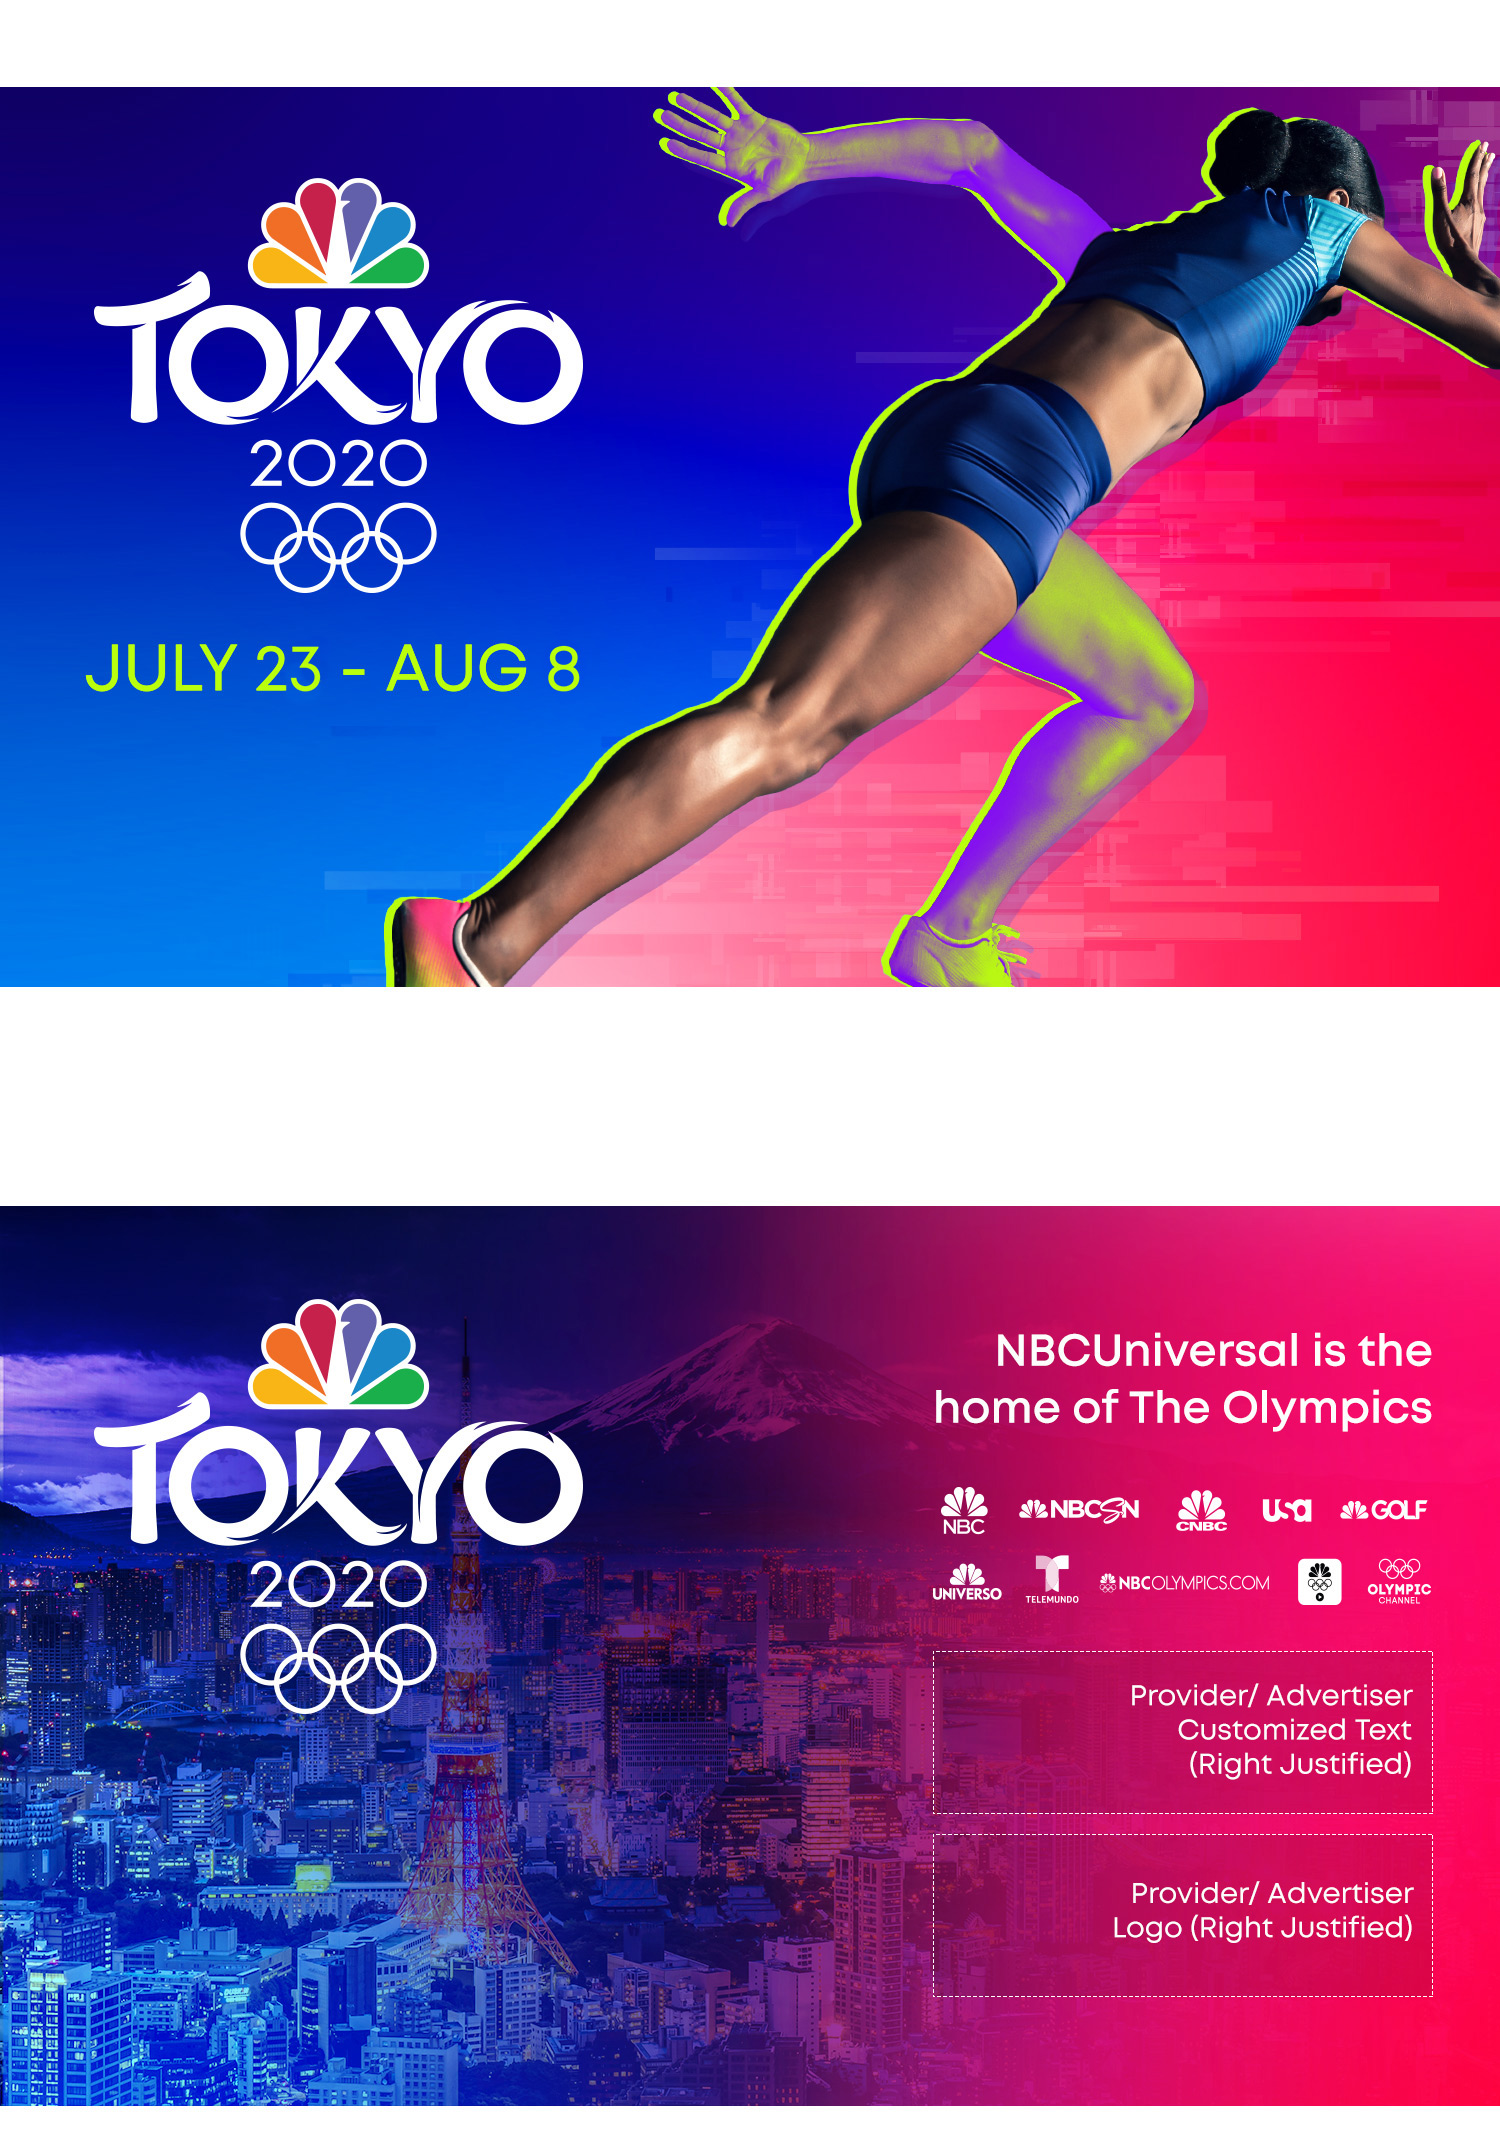 TOKYO
2020
JULY 23 - AUG 8
TOKYO
2020
NBCUniversal is the
home of The Olympics
NBC NBCSN CNBC USA GOLF
UNIVERSO TELEMUNDO NBCOLYMPICS.COM OLYMPIC CHANNEL
Provider/ Advertiser
Customized Text
(Right Justified)
Provider/ Advertiser
Logo (Right Justified)